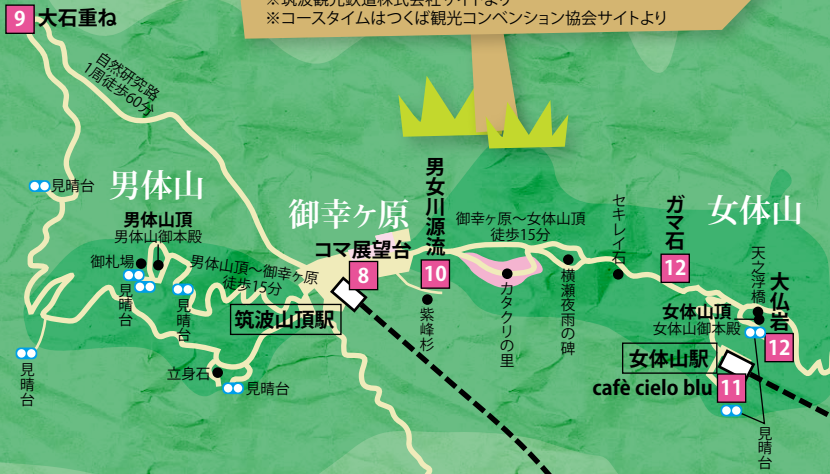 ※筑波観光鉄道株式会社サイトより
※コースタイムはつくば観光コンベンション協会サイトより
9 大石重ね
自然研究路
1周徒歩60分
見晴台
男体山
男体山頂
男体山御本殿
御札場
見晴台
見晴台
男体山頂〜御幸ヶ原
徒歩15分
見晴台
立身石
見晴台
御幸ヶ原
コマ展望台
8
筑波山頂駅
男女川源流
10
紫峰杉
御幸ヶ原〜女体山頂
徒歩15分
カタクリの里
横瀬夜雨の碑
セキレイ石
ガマ石
12
女体山
天之浮橋
大仏岩
12
女体山頂
女体山御本殿
女体山駅
cafè cielo blu 11
見晴台